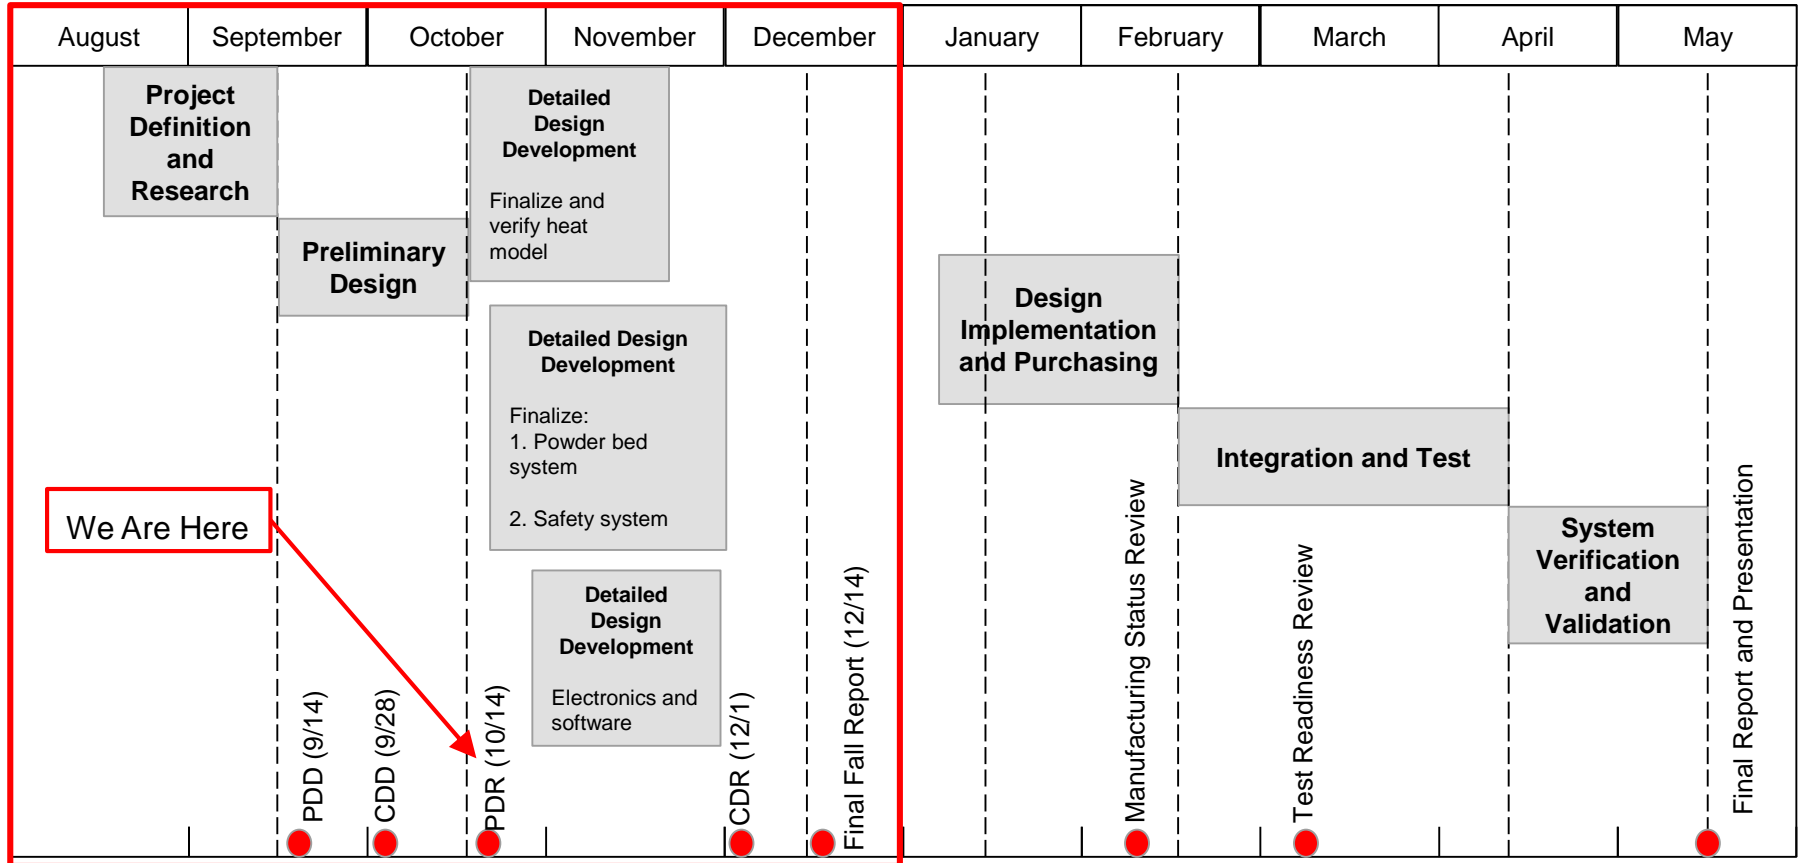 August
September
October
November
December
January
February
March
April
May
Project
Definition
and
Research
Preliminary
Design
Detailed
Design
Development
Finalize and
verify heat
model
Detailed Design
Development
Finalize:
1. Powder bed
system
2. Safety system
Detailed
Design
Development
Electronics and
software
We Are Here
PDD (9/14)
CDD (9/28)
PDR (10/14)
CDR (12/1)
Final Fall Report (12/14)
Design
Implementation
and Purchasing
Integration and Test
System
Verification
and
Validation
Manufacturing Status Review
Test Readiness Review
Final Report and Presentation